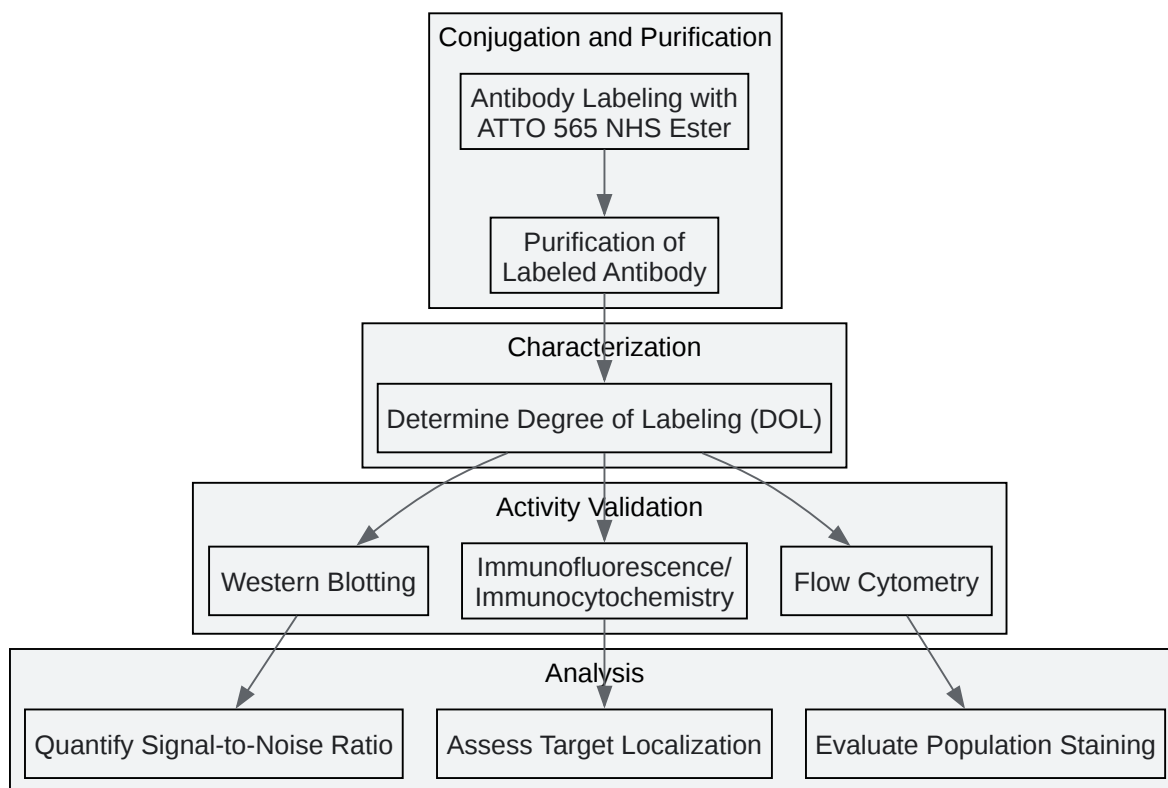 Conjugation and Purification
Antibody Labeling with
ATTO 565 NHS Ester
Purification of
Labeled Antibody
Characterization
Determine Degree of Labeling (DOL)
Activity Validation
Western Blotting
Immunofluorescence/
Immunocytochemistry
Flow Cytometry
Analysis
Quantify Signal-to-Noise Ratio
Assess Target Localization
Evaluate Population Staining